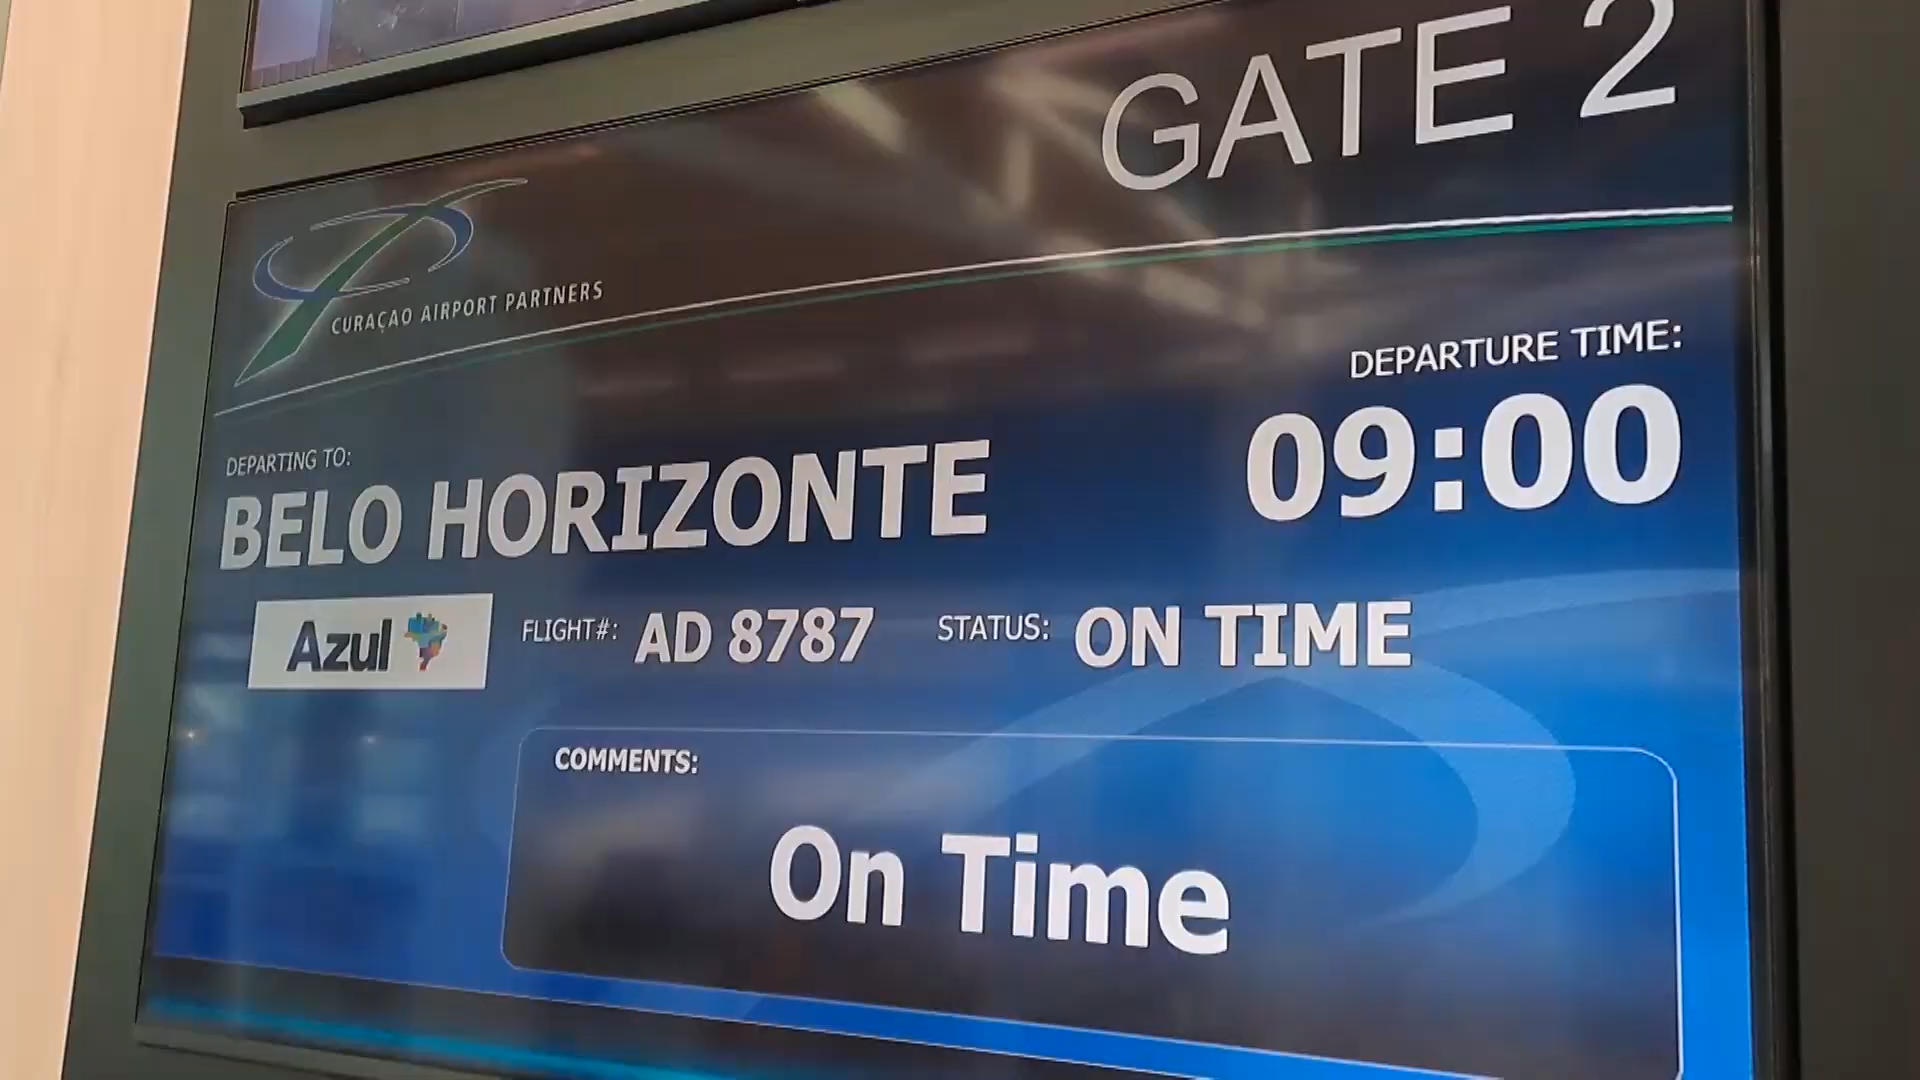 GATE 2
CURAÇAO AIRPORT PARTNERS
DEPARTURE TIME:
09:00
DEPARTING TO:
BELO HORIZONTE
Azul
FLIGHT#: AD 8787 STATUS: ON TIME
COMMENTS:
On Time